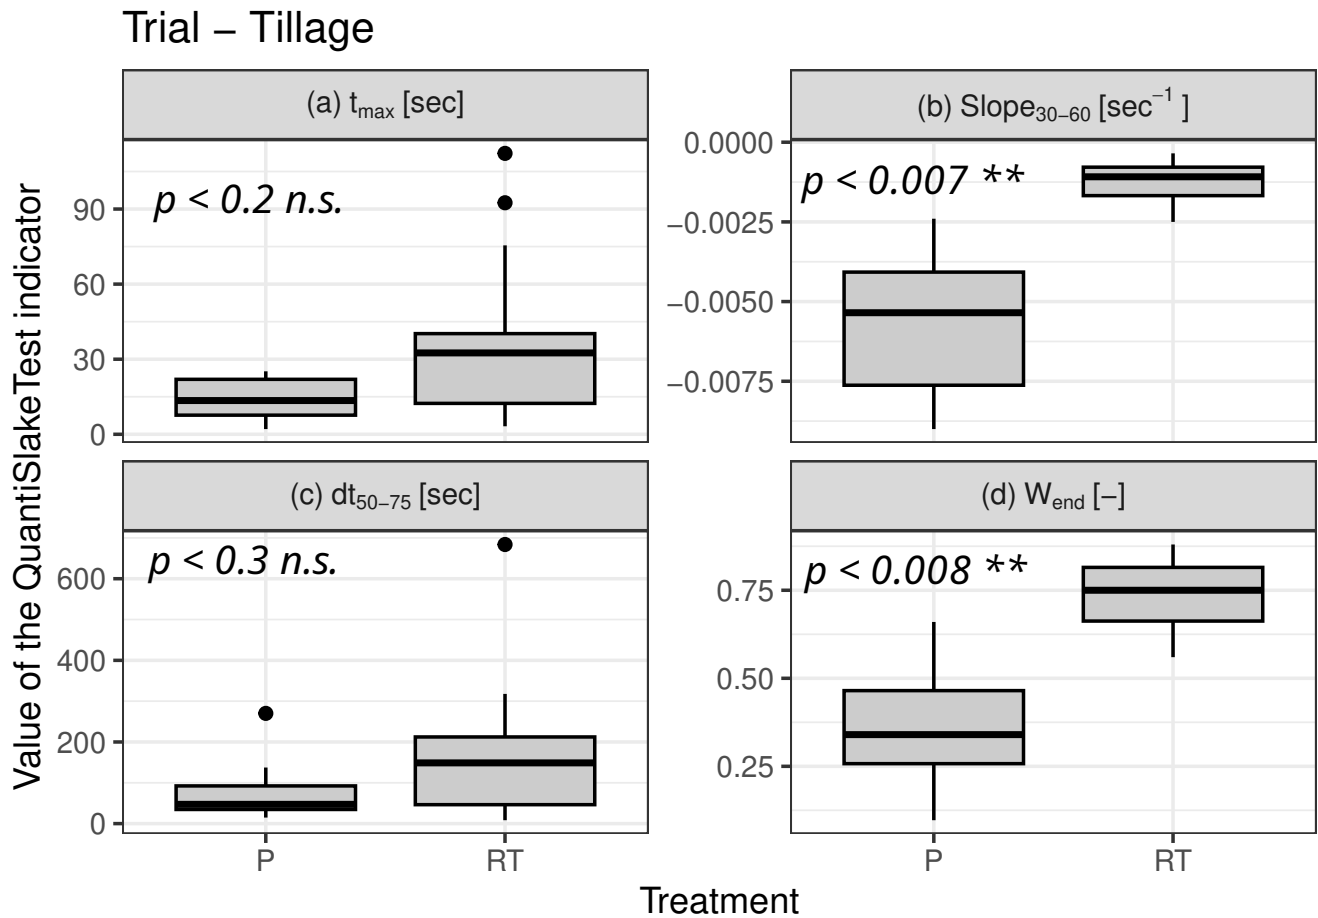 Trial − Tillage
Value of the QuantiSlakeTest indicator
(a) tmax [sec]
p < 0.2 n.s.
90
60
30
0
(b) Slope30−60 [sec−1 ]
p < 0.007 **
0.0000
−0.0025
−0.0050
−0.0075
(c) dt50−75 [sec]
p < 0.3 n.s.
600
400
200
0
P
RT
(d) Wend [−]
p < 0.008 **
0.75
0.50
0.25
P
RT
Treatment